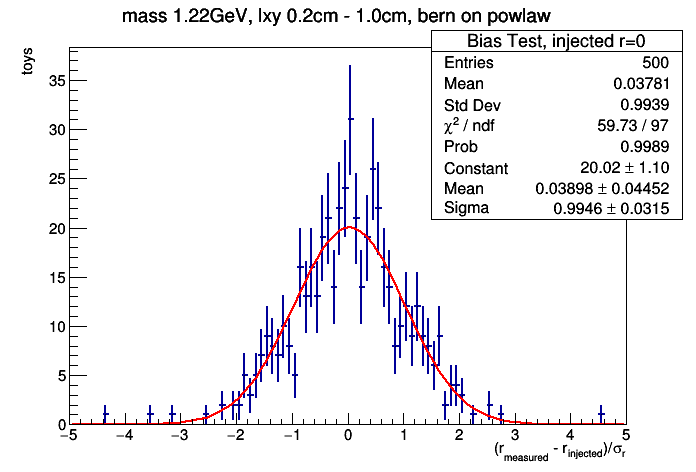 mass 1.22GeV, lxy 0.2cm - 1.0cm, bern on powlaw
toys
Bias Test, injected r=0
Entries 500
Mean 0.03781
Std Dev 0.9939
χ² / ndf 59.73 / 97
Prob 0.9989
Constant 20.02 ± 1.10
Mean 0.03898 ± 0.04452
Sigma 0.9946 ± 0.0315
35
30
25
20
15
10
5
0
−5 −4 −3 −2 −1 0 1 2 3 4 5
(r_measured - r_injected)/σ_r